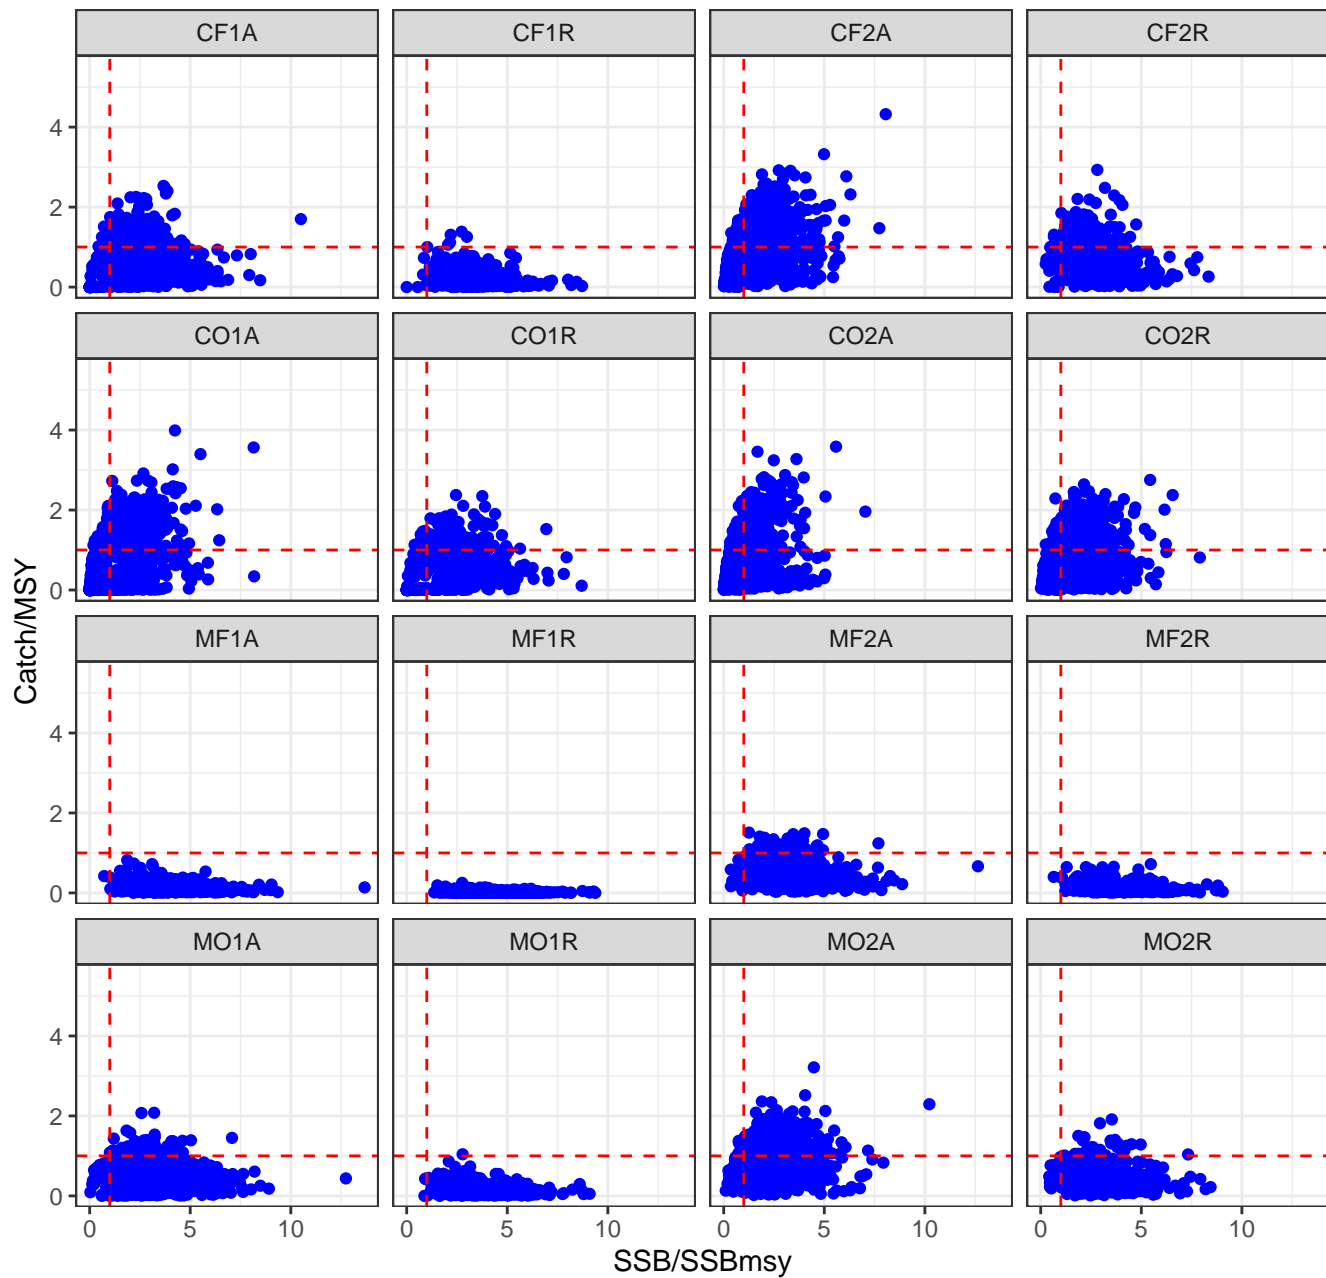 CF1A CF1R CF2A CF2R
4
2
0
CO1A CO1R CO2A CO2R
4
2
0
MF1A MF1R MF2A MF2R
4
2
0
MO1A MO1R MO2A MO2R
4
2
0
0 5 10 0 5 10 0 5 10 0 5 10
SSB/SSBmsy
Catch/MSY